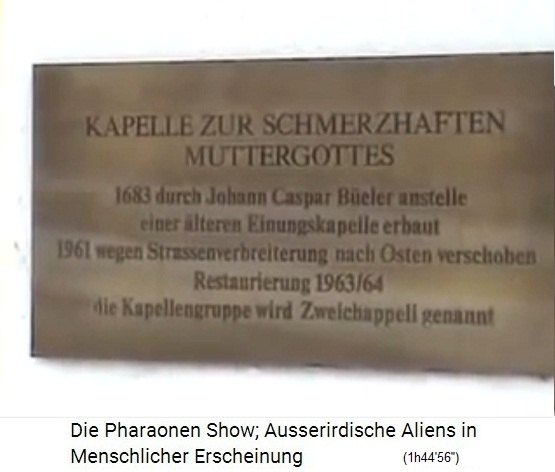 KAPELLE ZUR SCHMERZHAFTEN
MUTTERGOTTES
1683 durch Johann Caspar Büeler anstelle
einer älteren Einungskapelle erbaut
1961 wegen Strassenverbreiterung nach Osten verschoben
Restaurierung 1963/64
die Kapellengruppe wird Zweichappeli genannt
Die Pharaonen Show; Ausserirdische Aliens in
Menschlicher Erscheinung (1h44'56")